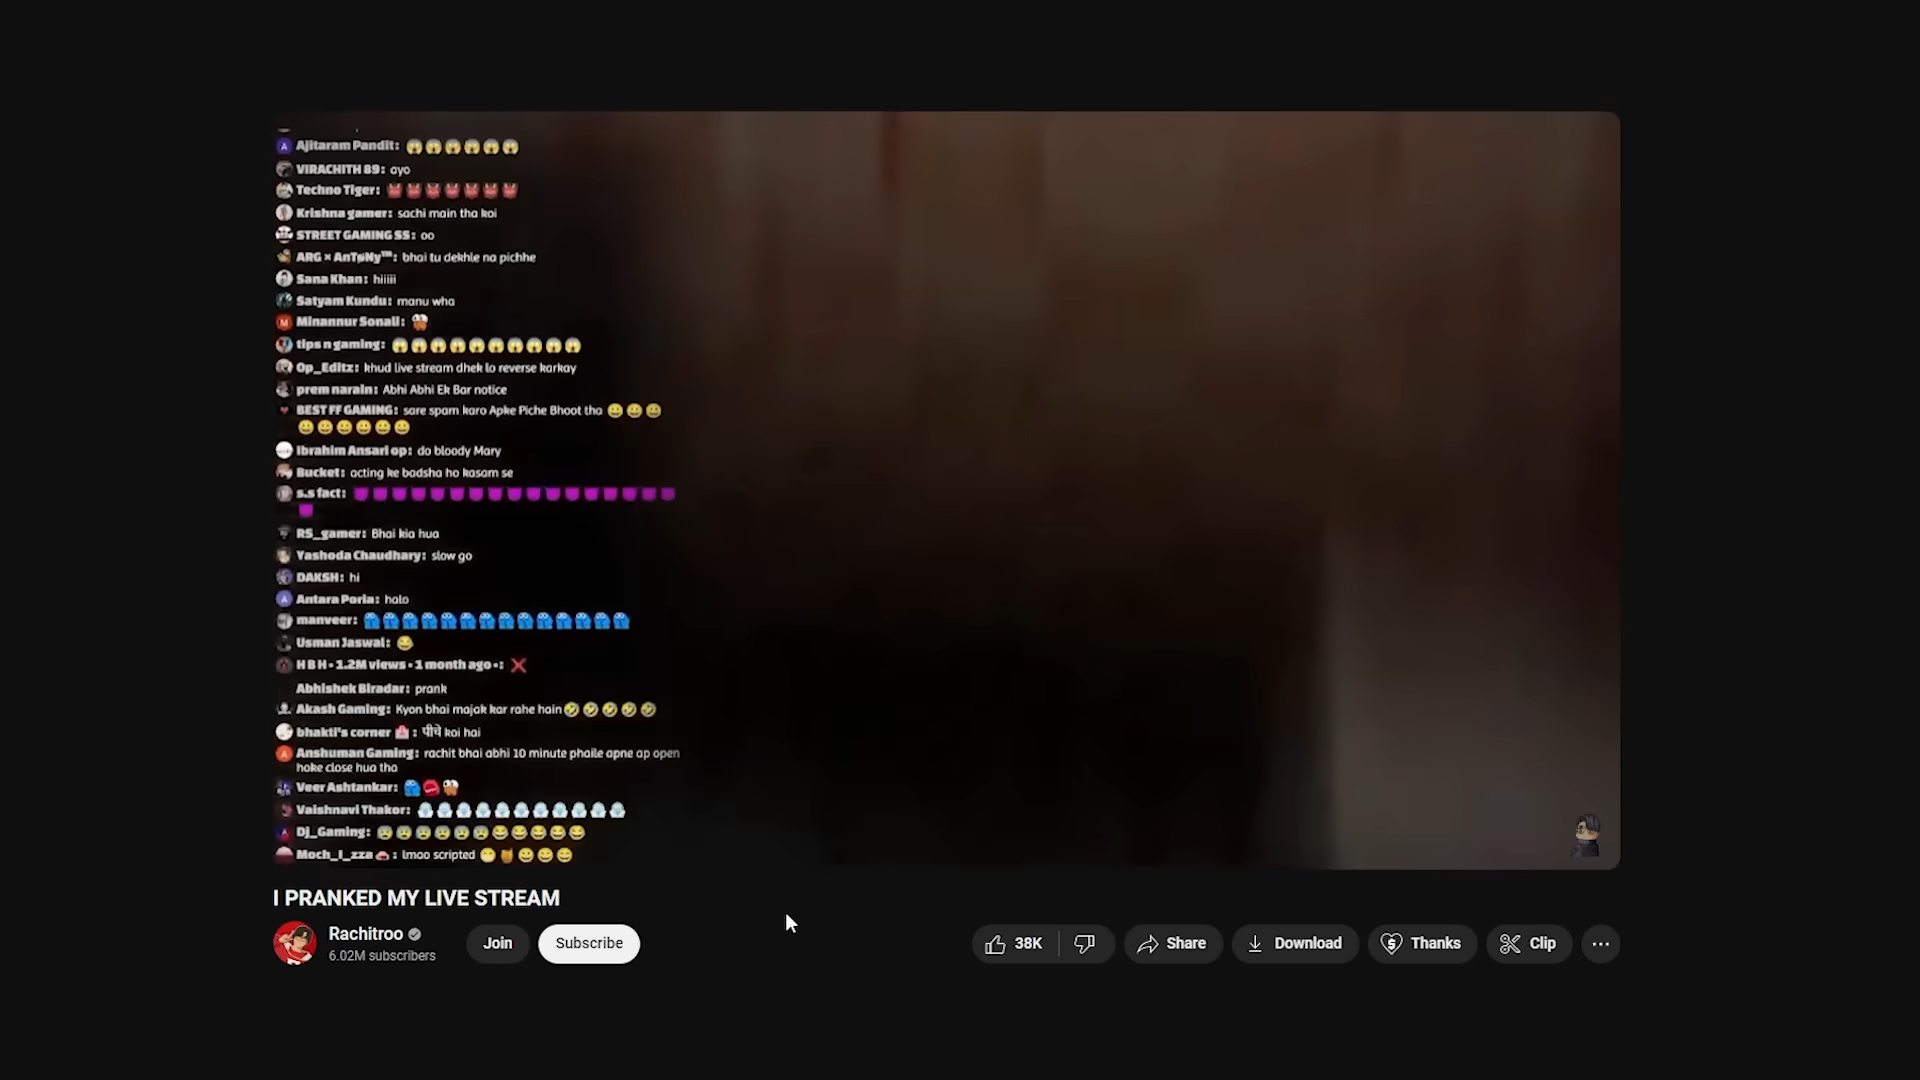 Ajitaram Pandit: 😱😱😱😱😱😱
VIRACHITH 89: ayo
Techno Tiger: 👹👹👹👹👹👹👹
Krishna gamer: sachi main tha koi
STREET GAMING SS: oo
ARG × AnTøNy™: bhai tu dekhle na pichhe
Sana Khan: hiiiii
Satyam Kundu: manu wha
Minannur Sonali:
tips n gaming: 😱😱😱😱😱😱😱😱😱😱
Op_Editz: khud live stream dhek lo reverse karkay
prem narain: Abhi Abhi Ek Bar notice
BEST FF GAMING: sare spam karo Apke Piche Bhoot tha 😀😀😀
😀😀😀😀😀😀
Ibrahim Ansari op: do bloody Mary
Bucket: acting ke badsha ho kasam se
s.s fact:
RS_gamer: Bhai kia hua
Yashoda Chaudhary: slow go
DAKSH: hi
Antara Poria: halo
manveer:
Usman Jaswal: 😂
H B H • 1.2M views • 1 month ago •: ❌
Abhishek Biradar: prank
Akash Gaming: Kyon bhai majak kar rahe hain🤣🤣🤣🤣🤣
bhakti's corner 🏩: पीचे koi hai
Anshuman Gaming: rachit bhai abhi 10 minute phaile apne ap open
hoke close hua tha
Veer Ashtankar:
Vaishnavi Thakor:
Dj_Gaming: 😰😰😰😰😰😰😂😂😂😂😂
Moch_I_zza: lmao scripted
I PRANKED MY LIVE STREAM
Rachitroo
6.02M subscribers
Join
Subscribe
38K
Share
Download
Thanks
Clip